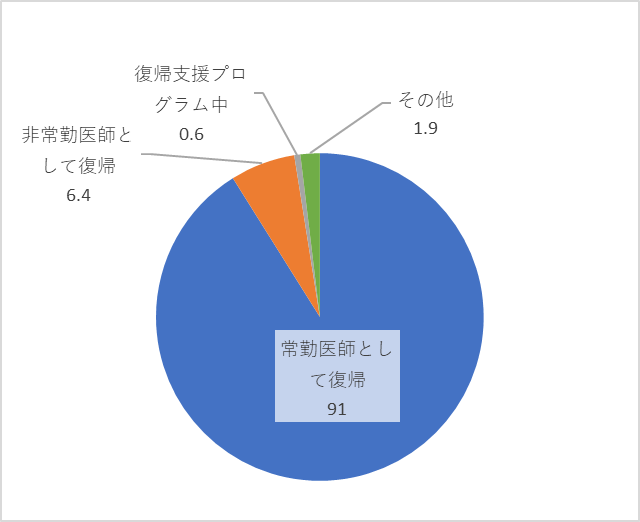 復帰支援プロ
グラム中
0.6
その他
1.9
非常勤医師と
して復帰
6.4
常勤医師とし
て復帰
91